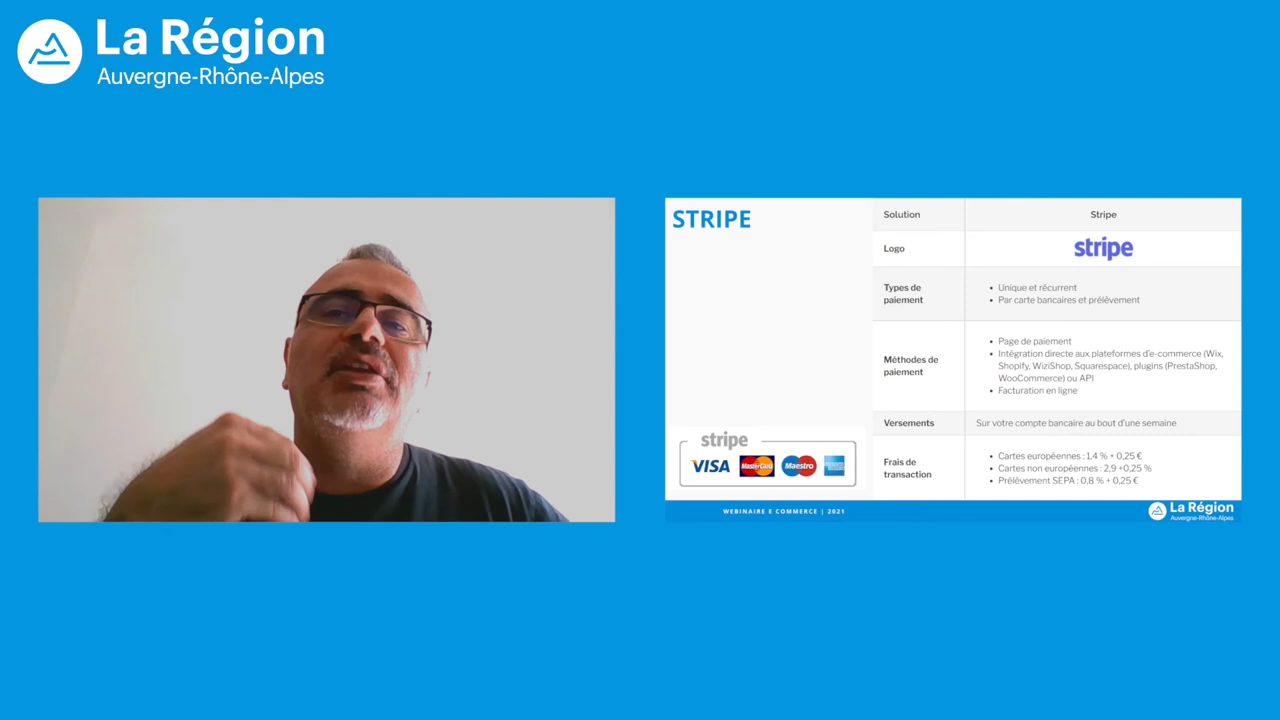 La Région
Auvergne-Rhône-Alpes
STRIPE
Solution
Stripe
Logo
stripe
Types de
paiement
• Unique et récurrent
• Par carte bancaires et prélèvement
Méthodes de
paiement
• Page de paiement
• Intégration directe aux plateformes d'e-commerce (Wix,
Shopify, WiziShop, Squarespace), plugins (PrestaShop,
WooCommerce) ou API
• Facturation en ligne
Versements
Sur votre compte bancaire au bout d'une semaine
Frais de
transaction
• Cartes européennes : 1,4 % + 0,25 €
• Cartes non européennes : 2,9 +0,25 %
• Prélèvement SEPA : 0,8 % + 0,25 €
stripe
VISA
MasterCard
Maestro
WEBINAIRE E COMMERCE | 2021
La Région
Auvergne-Rhône-Alpes